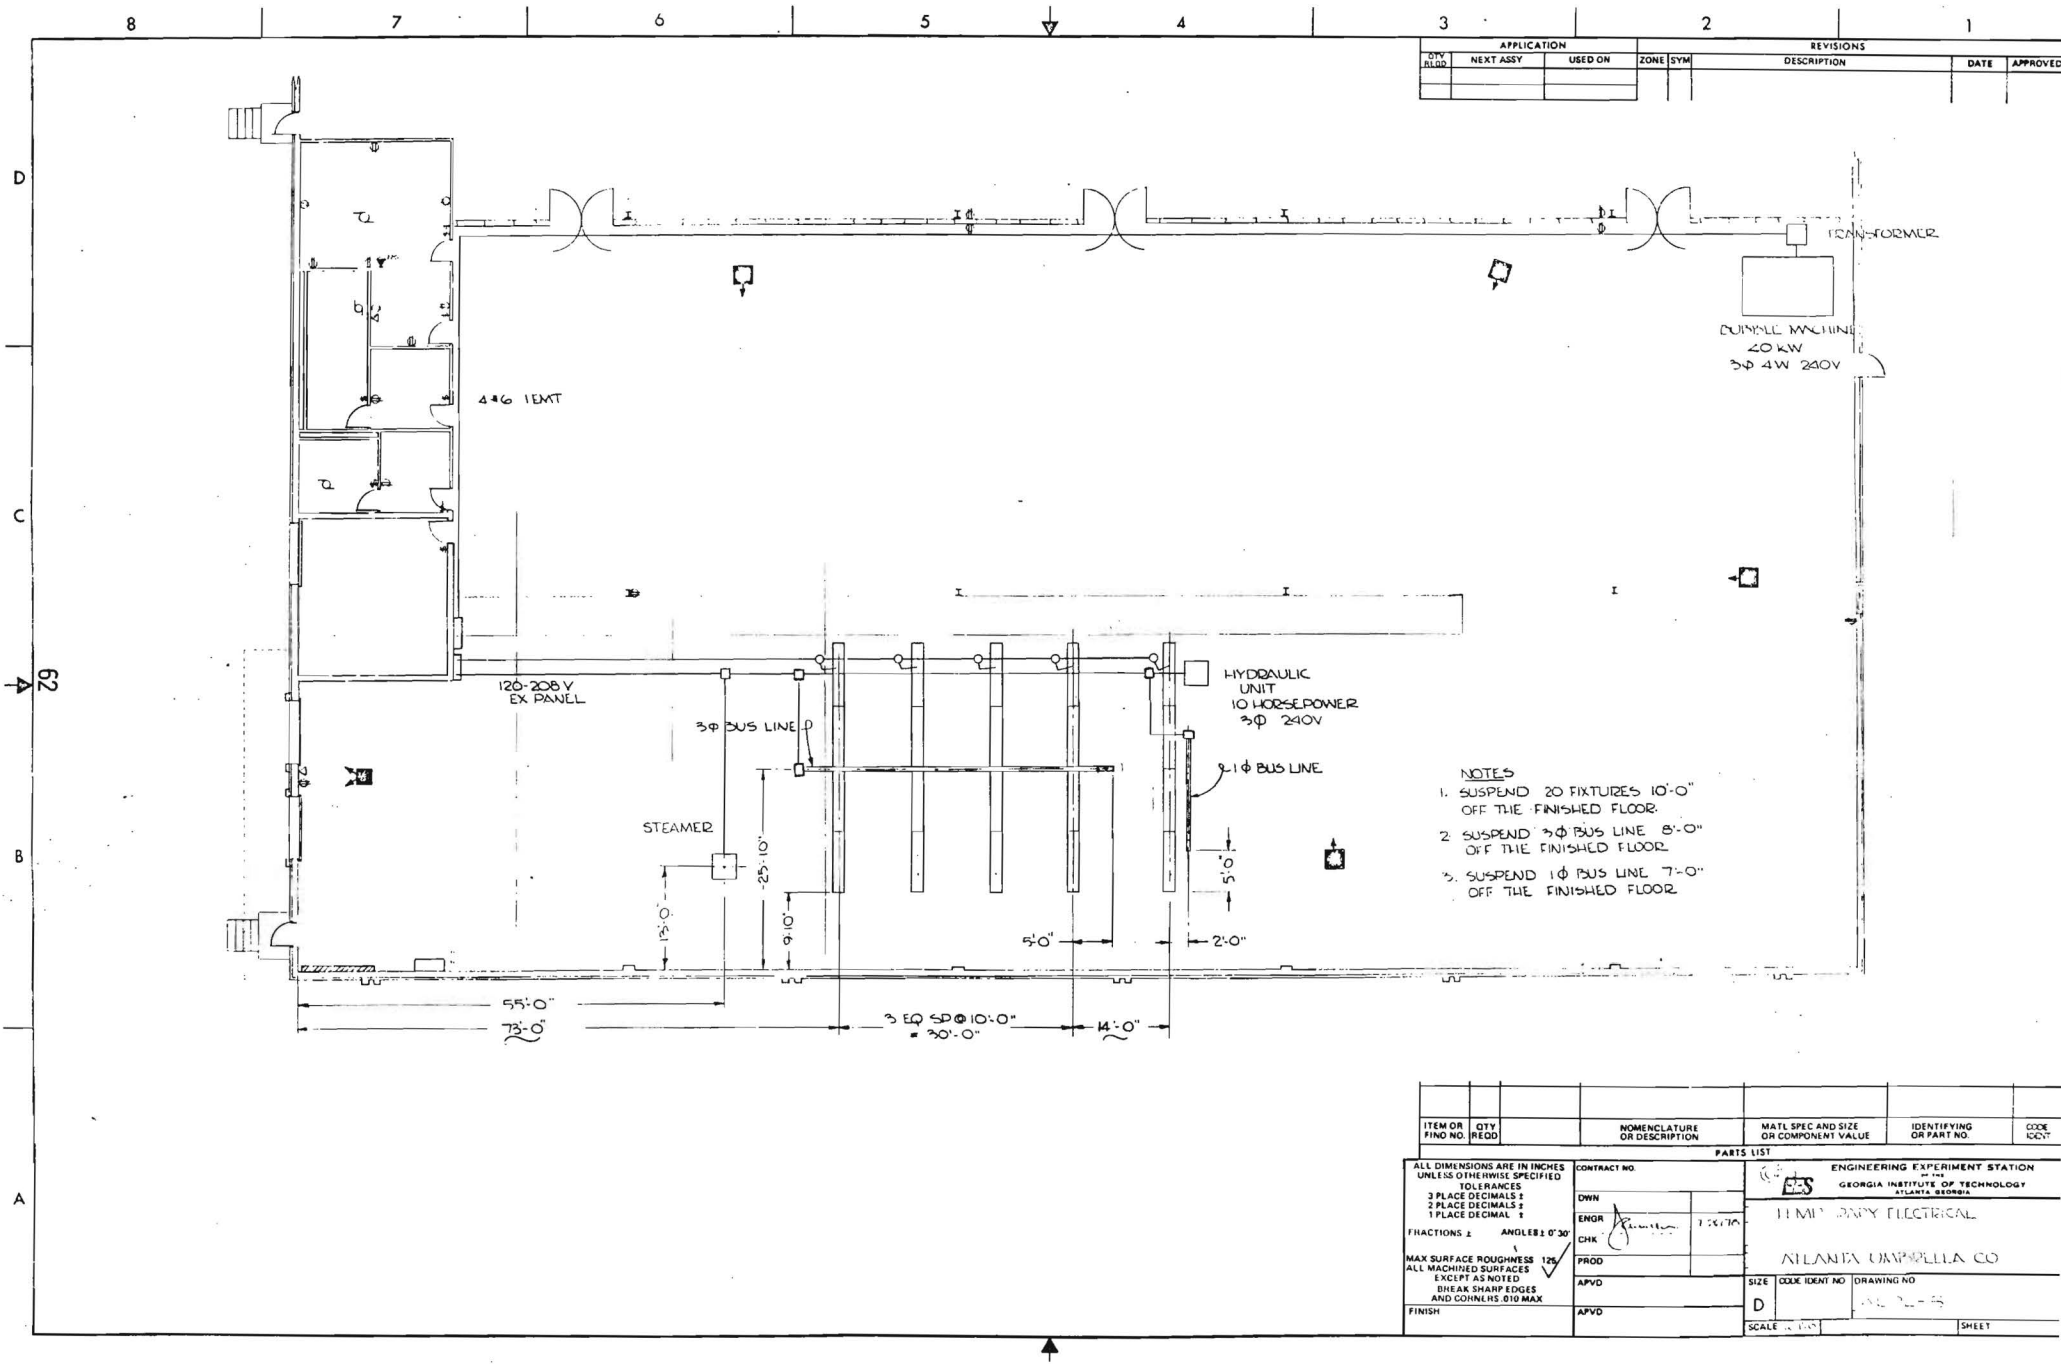 8 7 6 5 4 3 2 1
APPLICATION
REVISIONS
QTY REQD NEXT ASSY USED ON ZONE SYM DESCRIPTION DATE APPROVED
D
C
B
A
62
TRANSFORMER
BUBBLE MACHINE
20 KW
3Φ 4W 240V
4#6 1EMT
120-208 V
EX PANEL
3Φ BUS LINE
HYDRAULIC
UNIT
10 HORSEPOWER
3Φ 240V
1Φ BUS LINE
STEAMER
25'-10"
13'-0"
9'-10"
5'-0"
5'-0"
2'-0"
55'-0"
73'-0"
3 EQ SP @ 10'-0"
= 30'-0"
14'-0"
NOTES
1. SUSPEND 20 FIXTURES 10'-0"
OFF THE FINISHED FLOOR.
2. SUSPEND 3Φ BUS LINE 8'-0"
OFF THE FINISHED FLOOR
3. SUSPEND 1Φ BUS LINE 7'-0"
OFF THE FINISHED FLOOR
ITEM OR FIND NO. QTY REQD NOMENCLATURE OR DESCRIPTION MATL SPEC AND SIZE OR COMPONENT VALUE IDENTIFYING OR PART NO. CODE IDENT
PARTS LIST
ALL DIMENSIONS ARE IN INCHES
UNLESS OTHERWISE SPECIFIED
TOLERANCES
3 PLACE DECIMALS ±
2 PLACE DECIMALS ±
1 PLACE DECIMAL ±
FRACTIONS ± ANGLES ± 0°30'
MAX SURFACE ROUGHNESS 125
ALL MACHINED SURFACES
EXCEPT AS NOTED
BREAK SHARP EDGES
AND CORNERS .010 MAX
FINISH
CONTRACT NO.
DWN
ENGR
CHK
PROD
APVD
APVD
EES
ENGINEERING EXPERIMENT STATION
OF THE
GEORGIA INSTITUTE OF TECHNOLOGY
ATLANTA GEORGIA
ELECTRICAL
ATLANTA UMBRELLA CO
SIZE CODE IDENT NO DRAWING NO
D
SCALE SHEET